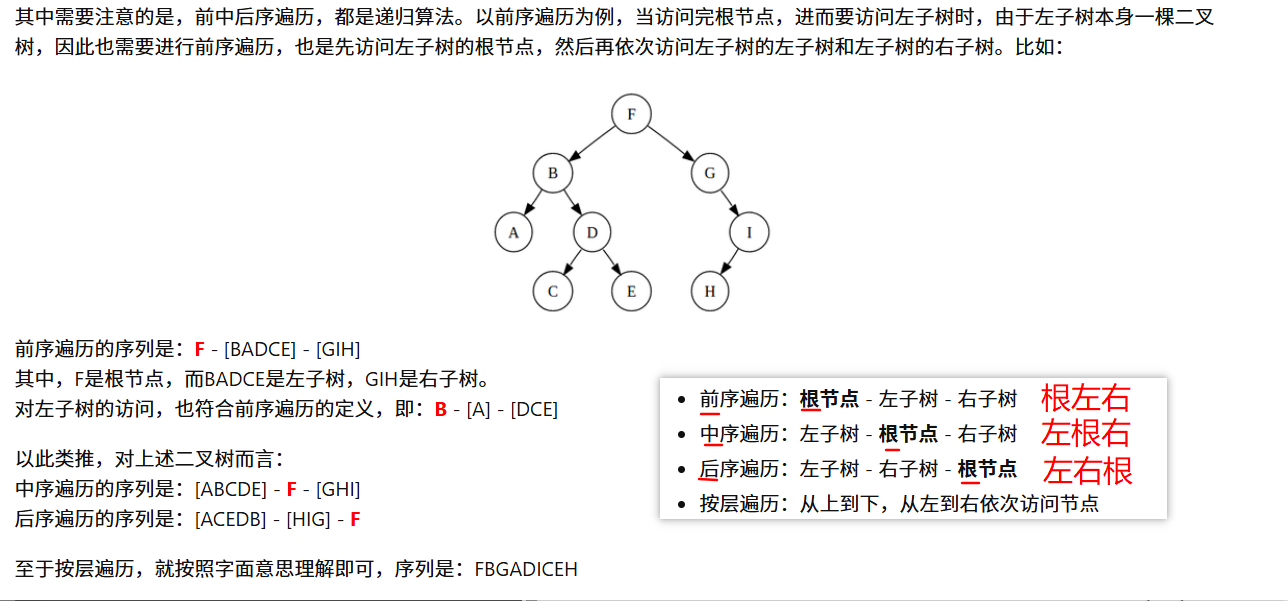 其中需要注意的是，前中后序遍历，都是递归算法。以前序遍历为例，当访问完根节点，进而要访问左子树时，由于左子树本身一棵二叉
树，因此也需要进行前序遍历，也是先访问左子树的根节点，然后再依次访问左子树的左子树和左子树的右子树。比如：
F
B
G
A
D
I
C
E
H
前序遍历的序列是：F - [BADCE] - [GIH]
其中，F是根节点，而BADCE是左子树，GIH是右子树。
对左子树的访问，也符合前序遍历的定义，即：B - [A] - [DCE]
以此类推，对上述二叉树而言：
中序遍历的序列是：[ABCDE] - F - [GHI]
后序遍历的序列是：[ACEDB] - [HIG] - F
至于按层遍历，就按照字面意思理解即可，序列是：FBGADICEH
• 前序遍历：根节点 - 左子树 - 右子树 根左右
• 中序遍历：左子树 - 根节点 - 右子树 左根右
• 后序遍历：左子树 - 右子树 - 根节点 左右根
• 按层遍历：从上到下，从左到右依次访问节点